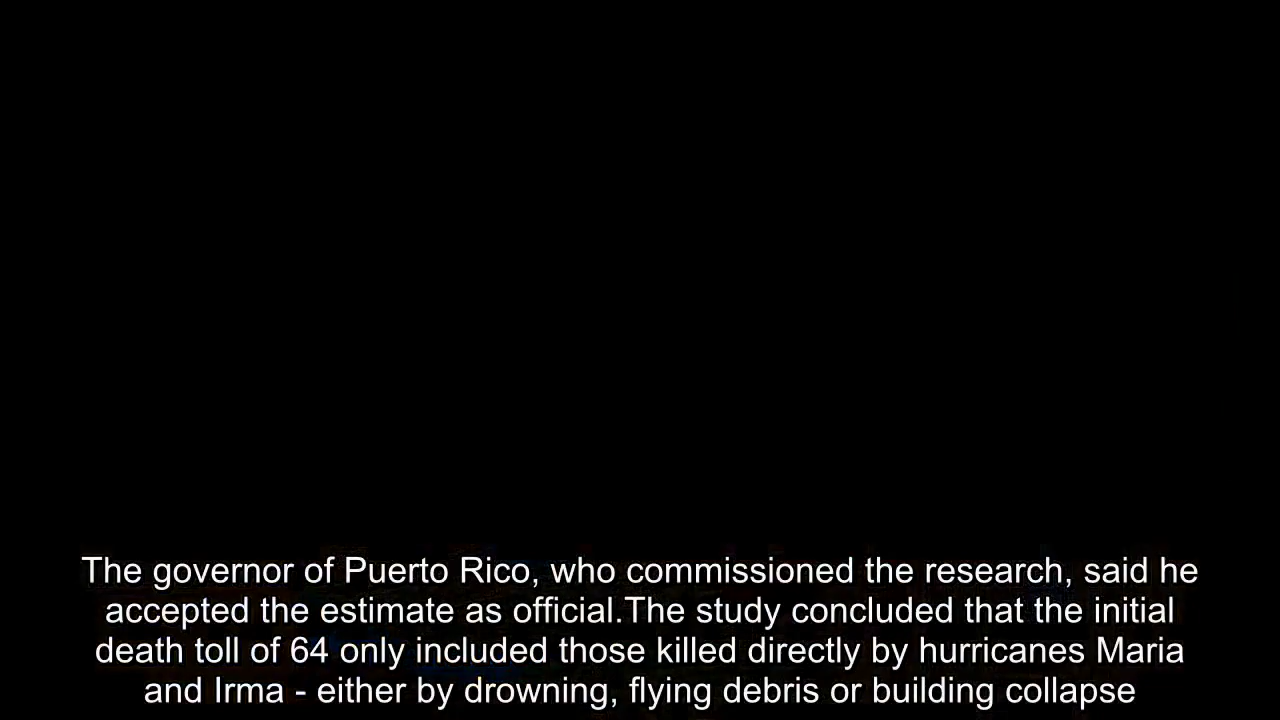 The governor of Puerto Rico, who commissioned the research, said he
accepted the estimate as official.The study concluded that the initial
death toll of 64 only included those killed directly by hurricanes Maria
and Irma - either by drowning, flying debris or building collapse